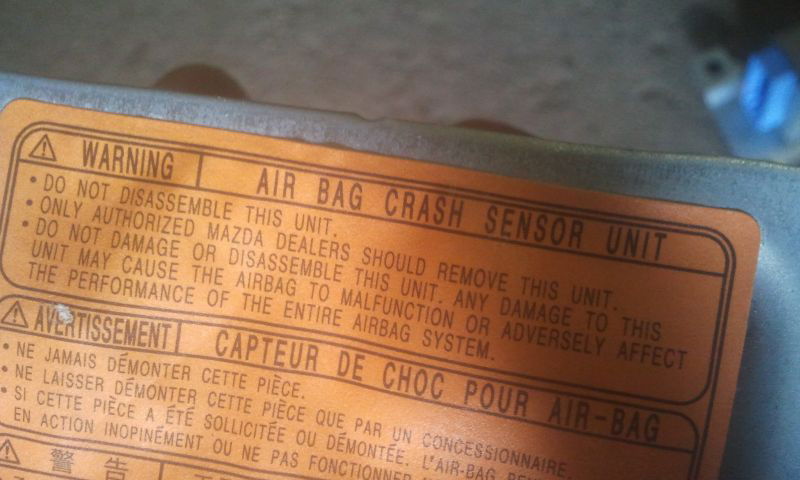 WARNING AIR BAG CRASH SENSOR UNIT
• DO NOT DISASSEMBLE THIS UNIT.
• ONLY AUTHORIZED MAZDA DEALERS SHOULD REMOVE THIS UNIT.
• DO NOT DAMAGE OR DISASSEMBLE THIS UNIT. ANY DAMAGE TO THIS
UNIT MAY CAUSE THE AIRBAG TO MALFUNCTION OR ADVERSELY AFFECT
THE PERFORMANCE OF THE ENTIRE AIRBAG SYSTEM.
AVERTISSEMENT CAPTEUR DE CHOC POUR AIR-BAG
• NE JAMAIS DÉMONTER CETTE PIÈCE.
• NE LAISSER DÉMONTER CETTE PIÈCE QUE PAR UN CONCESSIONNAIRE.
• SI CETTE PIÈCE A ÉTÉ SOLLICITÉE OU DÉMONTÉE. L'AIR-BAG
EN ACTION INOPINÉMENT OU NE PAS FONCTIONNER
警告